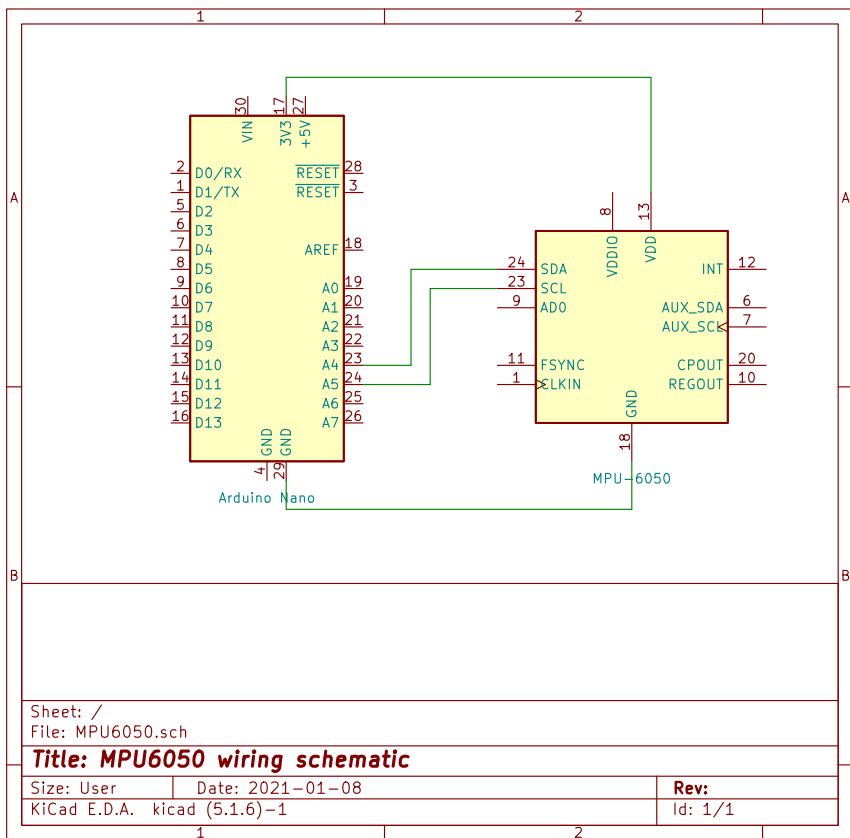 1 2
30 17 27
VIN 3V3 +5V
2 D0/RX RESET 28
1 D1/TX RESET 3
5 D2
6 D3
7 D4 AREF 18
8 D5
9 D6 A0 19
10 D7 A1 20
11 D8 A2 21
12 D9 A3 22
13 D10 A4 23
14 D11 A5 24
15 D12 A6 25
16 D13 A7 26
GND GND
4 29
Arduino Nano
8 13
VDDIO VDD
24 SDA INT 12
23 SCL
9 AD0 AUX_SDA 6
AUX_SCL 7
11 FSYNC CPOUT 20
1 CLKIN REGOUT 10
GND
18
MPU-6050
A A
B B
Sheet: /
File: MPU6050.sch
Title: MPU6050 wiring schematic
Size: User Date: 2021-01-08 Rev:
KiCad E.D.A. kicad (5.1.6)-1 Id: 1/1
1 2